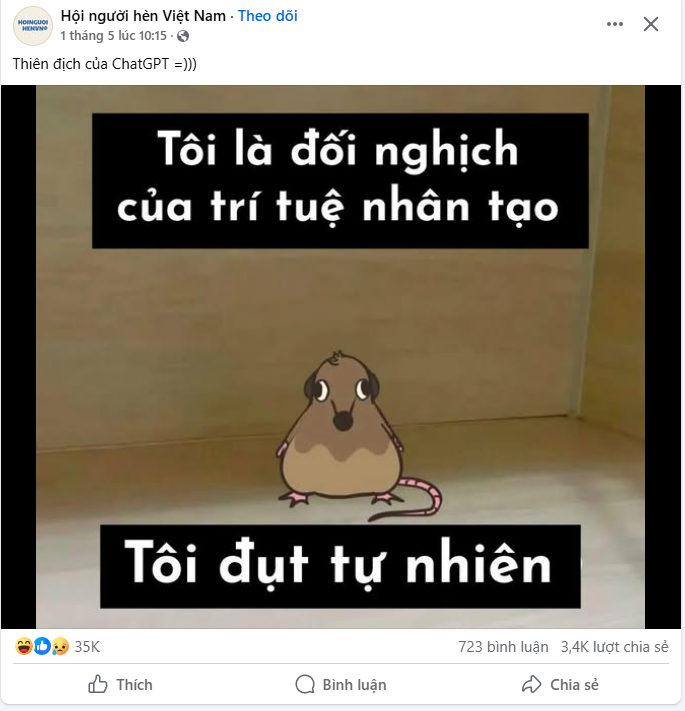 HOINGUOI
HENVN®
Hội người hèn Việt Nam · Theo dõi
1 tháng 5 lúc 10:15 ·
Thiên địch của ChatGPT =)))
Tôi là đối nghịch
của trí tuệ nhân tạo
Tôi đụt tự nhiên
35K
723 bình luận 3,4K lượt chia sẻ
Thích Bình luận Chia sẻ